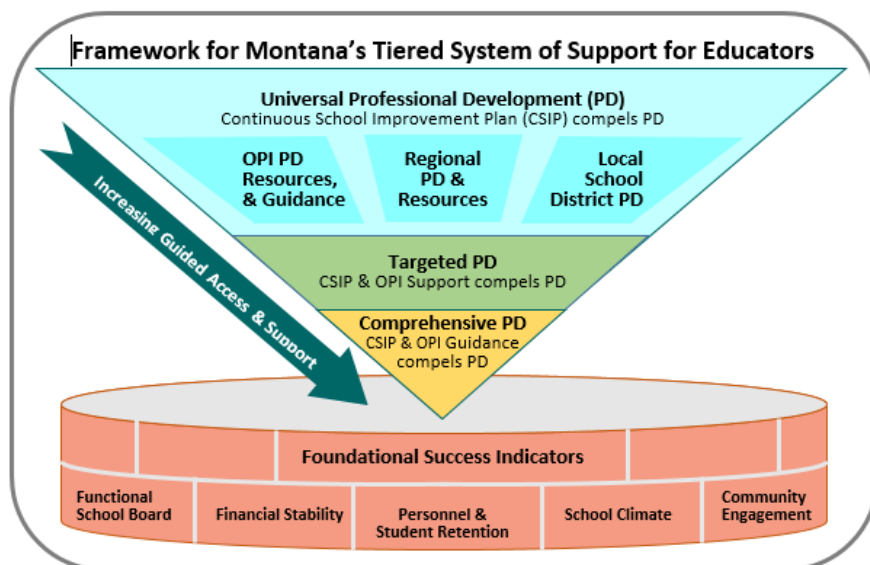 Framework for Montana's Tiered System of Support for Educators
Universal Professional Development (PD)
Continuous School Improvement Plan (CSIP) compels PD
OPI PD
Resources,
& Guidance
Regional
PD &
Resources
Local
School
District PD
Increasing Guided Access & Support
Targeted PD
CSIP & OPI Support compels PD
Comprehensive PD
CSIP & OPI Guidance
compels PD
Foundational Success Indicators
Functional
School Board
Financial Stability
Personnel &
Student Retention
School Climate
Community
Engagement